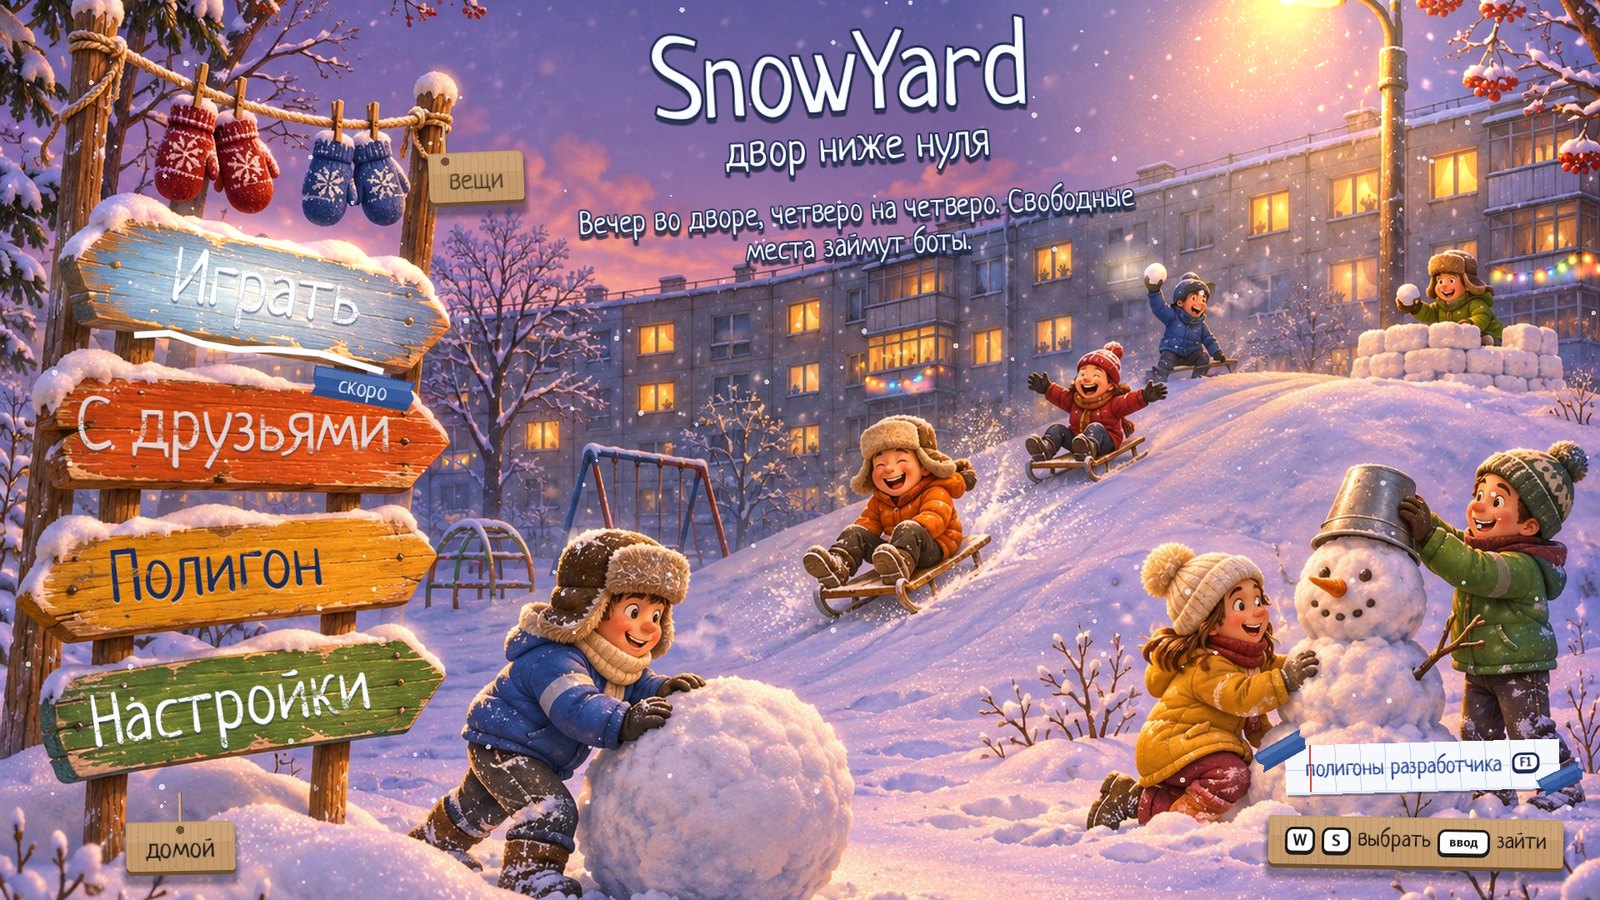 SnowYard
двор ниже нуля
Вечер во дворе, четверо на четверо. Свободные
места займут боты.
вещи
Играть
скоро
С друзьями
Полигон
Настройки
домой
полигоны разработчика F1
W S выбрать ввод зайти